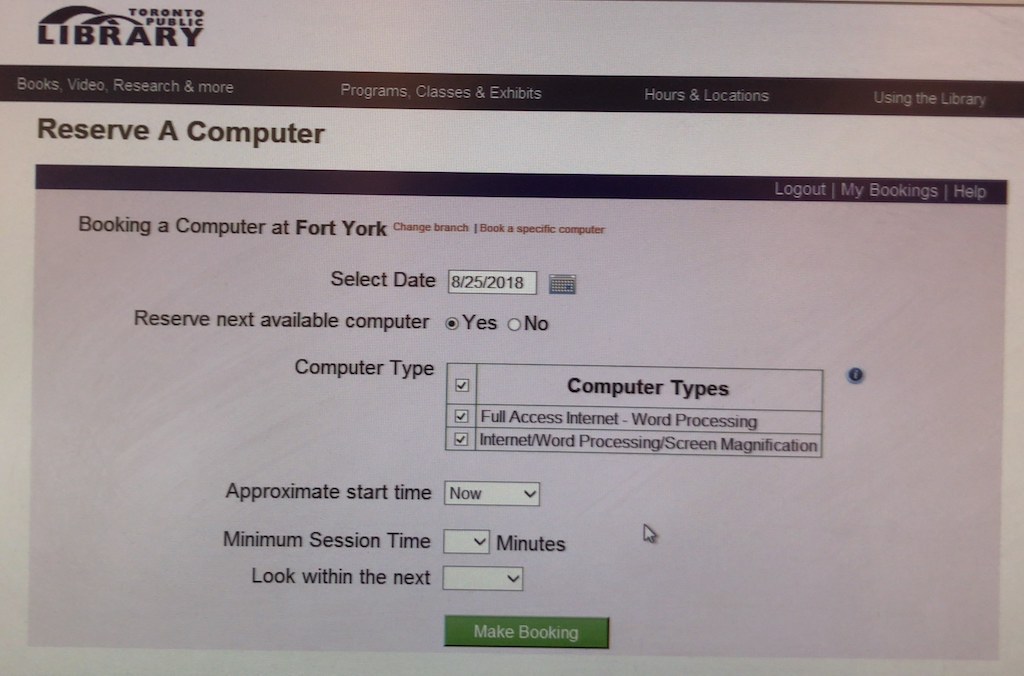 TORONTO
PUBLIC
LIBRARY
Books, Video, Research & more Programs, Classes & Exhibits Hours & Locations Using the Library
Reserve A Computer
Logout | My Bookings | Help
Booking a Computer at Fort York Change branch | Book a specific computer
Select Date 8/25/2018
Reserve next available computer Yes No
Computer Type
Computer Types
Full Access Internet - Word Processing
Internet/Word Processing/Screen Magnification
Approximate start time Now
Minimum Session Time Minutes
Look within the next
Make Booking